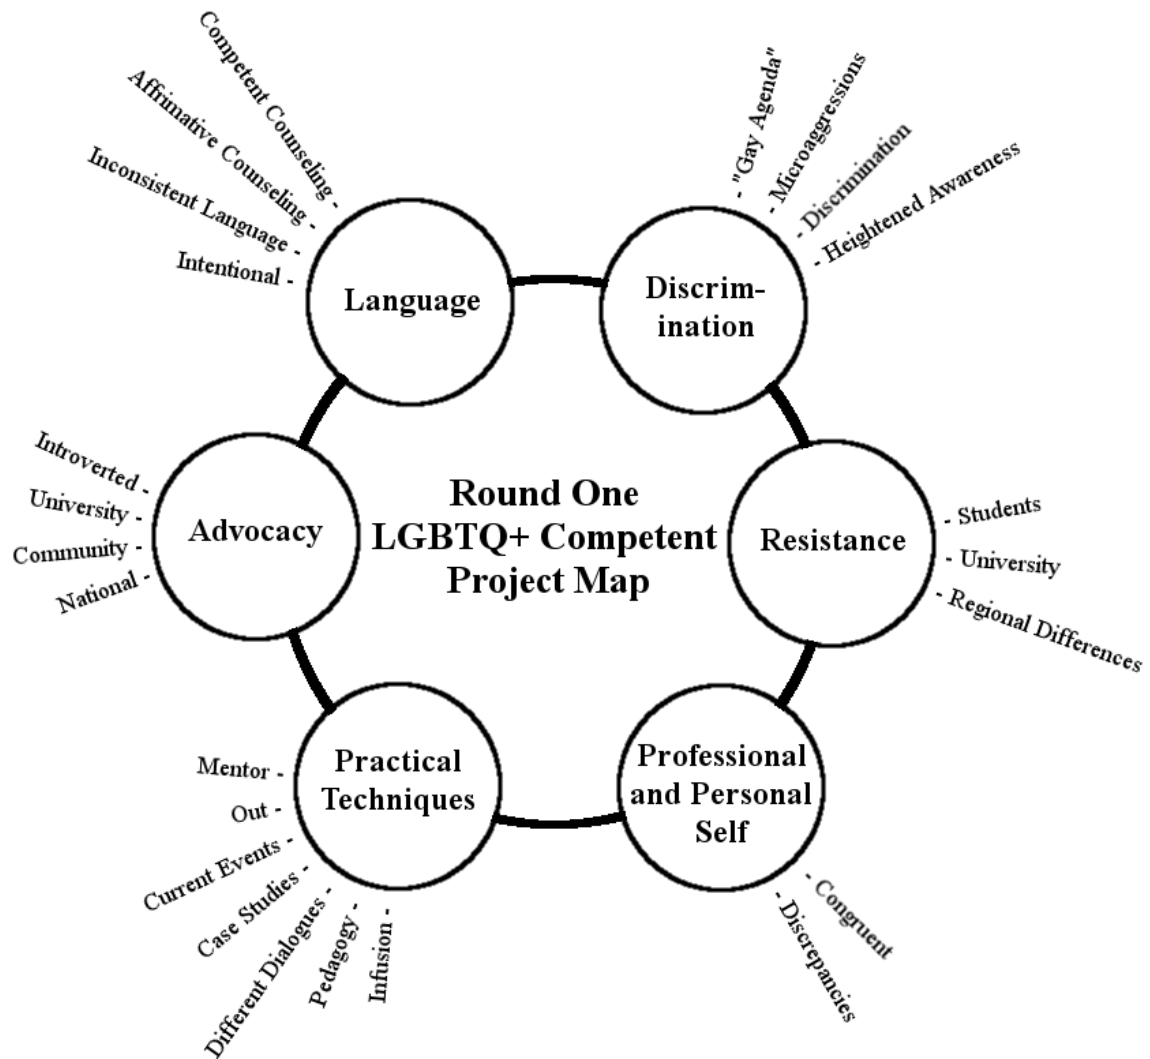 Competent Counseling -
Affrimative Counseling -
Inconsistent Language -
Intentional -
Language
- "Gay Agenda"
- Microaggressions
- Discrimination
- Heightened Awareness
Discrim-
ination
Introverted -
University -
Community -
National -
Advocacy
Round One
LGBTQ+ Competent
Project Map
Resistance
- Students
- University
- Regional Differences
Mentor -
Out -
Current Events -
Case Studies -
Different Dialogues -
Pedagogy -
Infusion -
Practical
Techniques
Professional
and Personal
Self
- Congruent
- Discrepancies